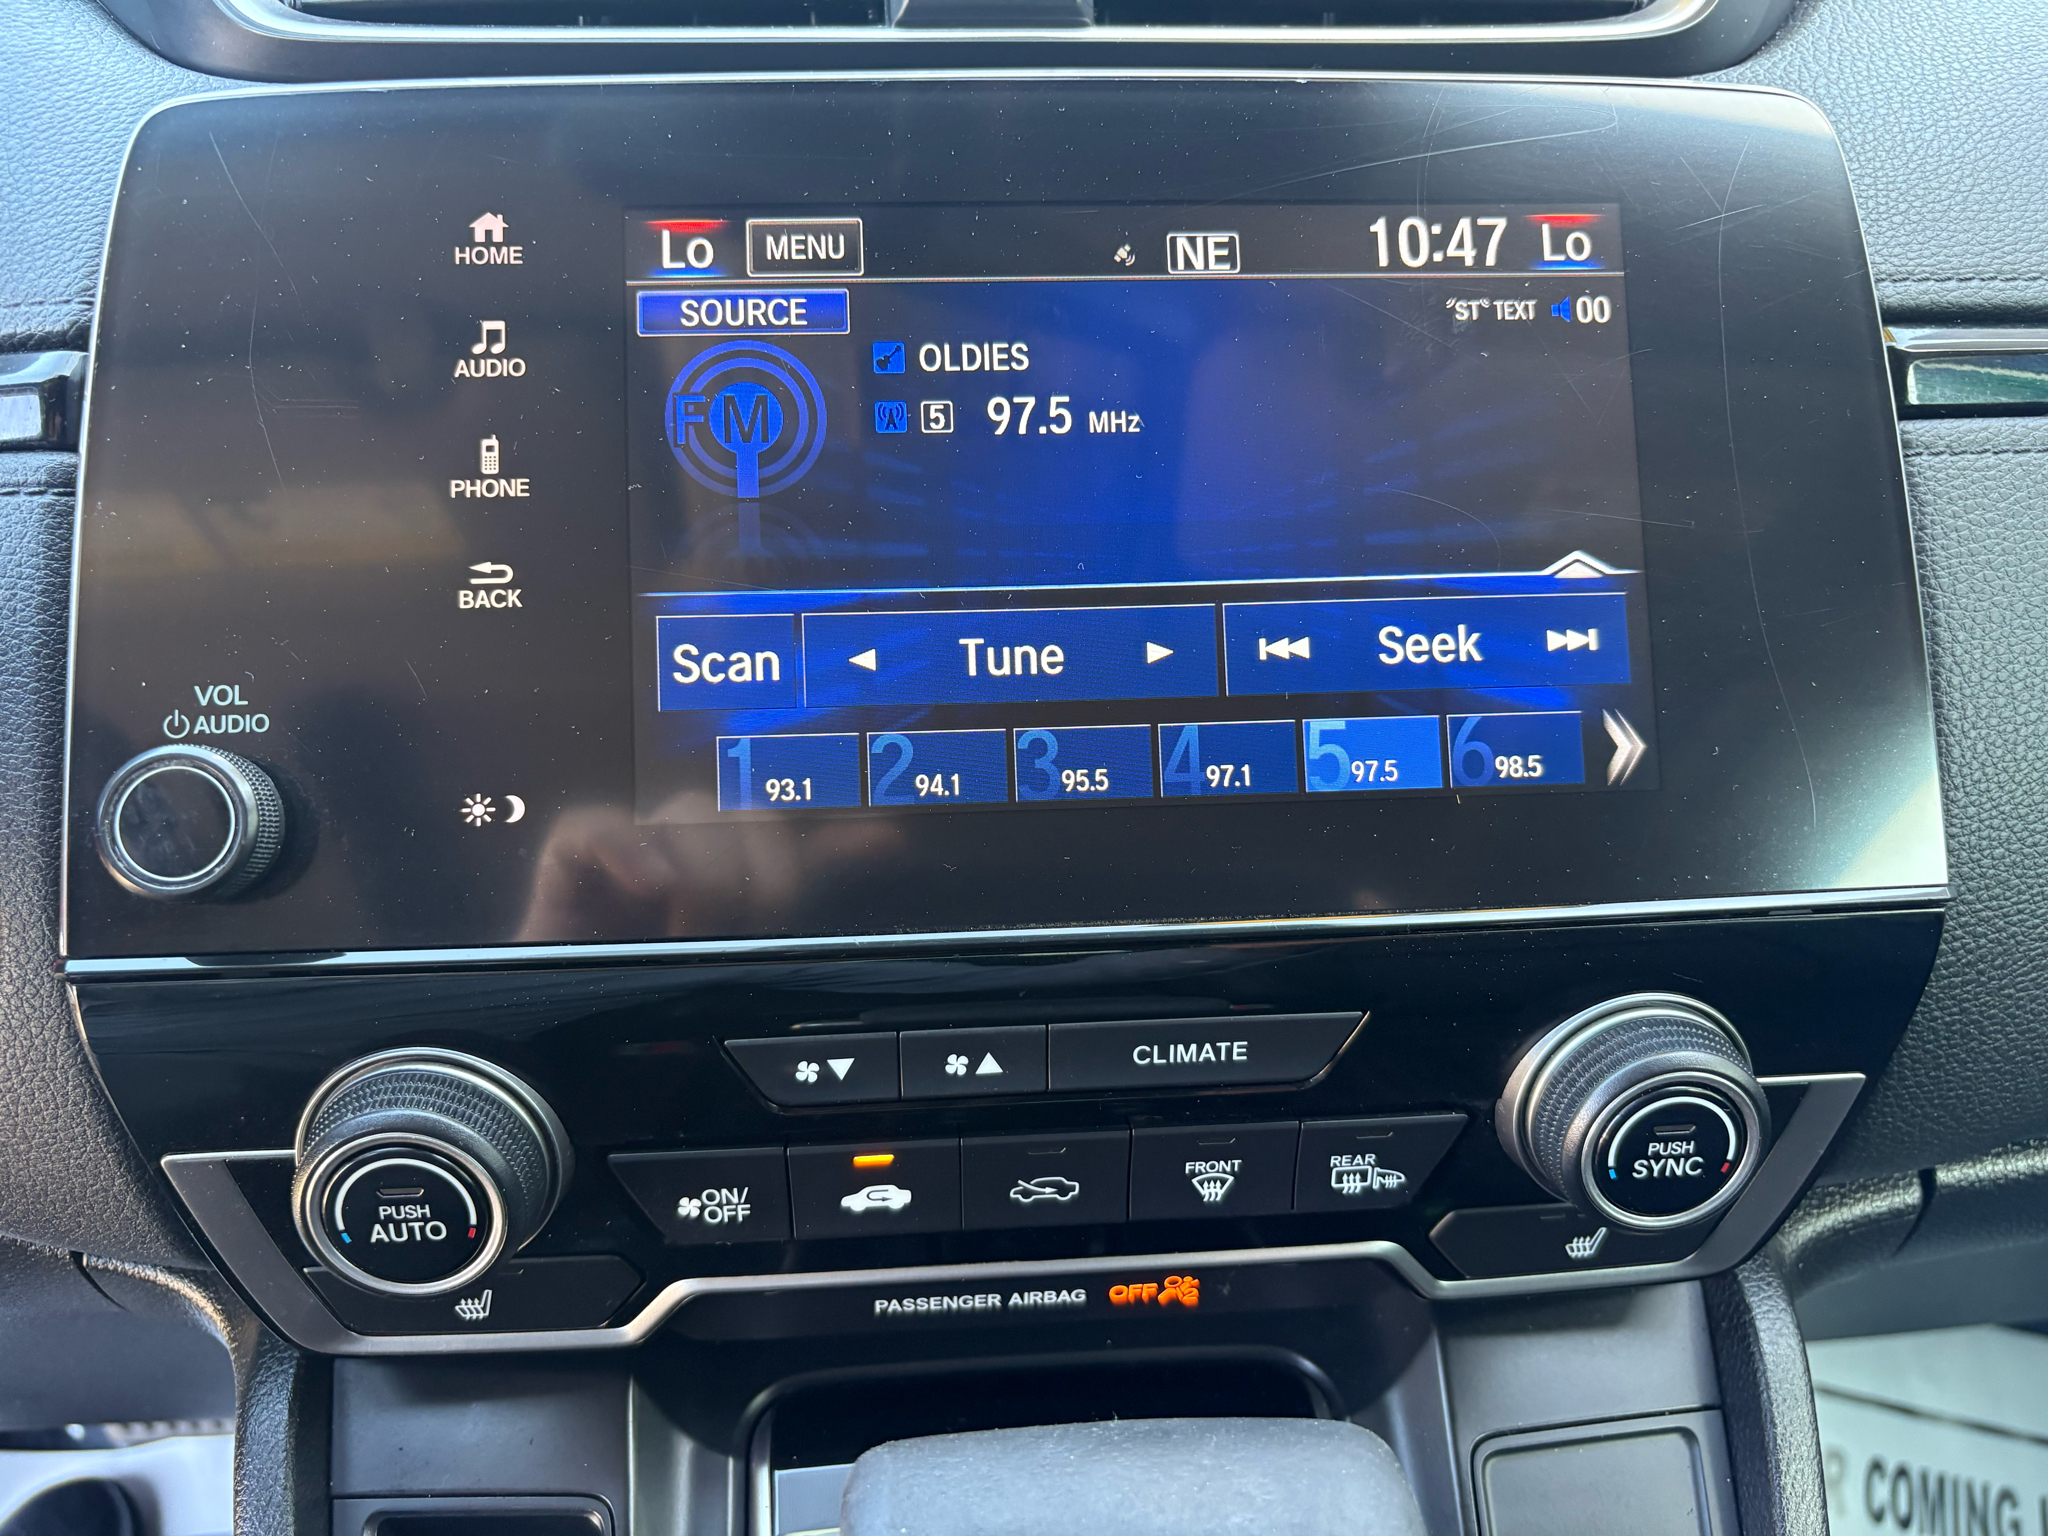 HOME
AUDIO
PHONE
BACK
VOL
AUDIO
Lo MENU NE 10:47 Lo
SOURCE "ST" TEXT 00
FM
OLDIES
5 97.5 MHz
Scan Tune Seek
1 93.1 2 94.1 3 95.5 4 97.1 5 97.5 6 98.5
CLIMATE
PUSH
AUTO
ON/
OFF
FRONT
REAR
PUSH
SYNC
PASSENGER AIRBAG OFF
COMING